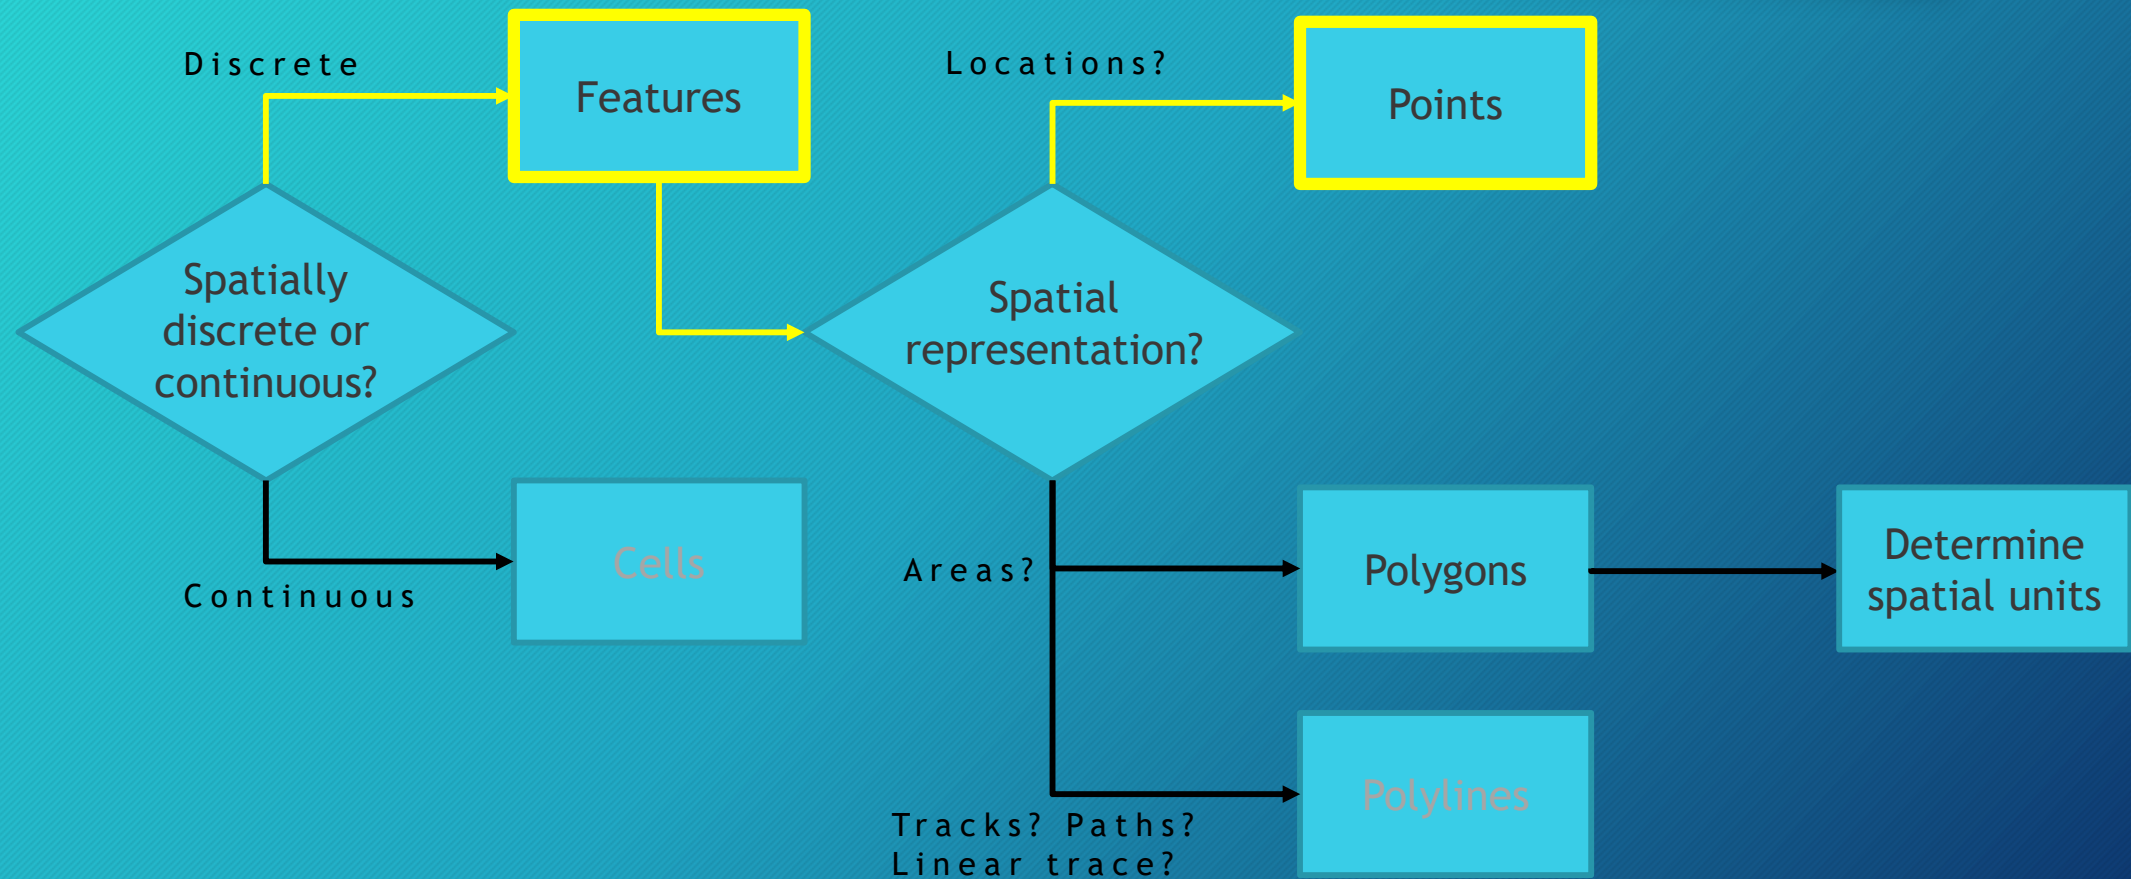 Discrete
Features
Locations?
Points
Spatially
discrete or
continuous?
Spatial
representation?
Cells
Continuous
Areas?
Polygons
Determine
spatial units
Polylines
Tracks? Paths?
Linear trace?